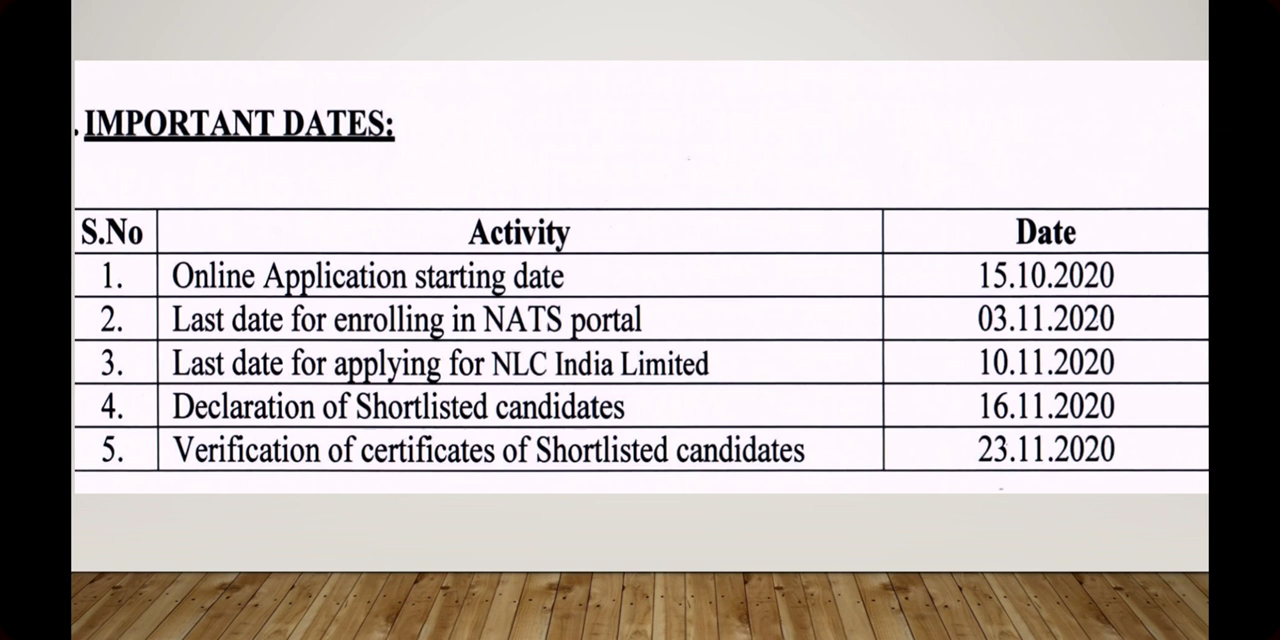 . IMPORTANT DATES:
S.No Activity Date
1. Online Application starting date 15.10.2020
2. Last date for enrolling in NATS portal 03.11.2020
3. Last date for applying for NLC India Limited 10.11.2020
4. Declaration of Shortlisted candidates 16.11.2020
5. Verification of certificates of Shortlisted candidates 23.11.2020